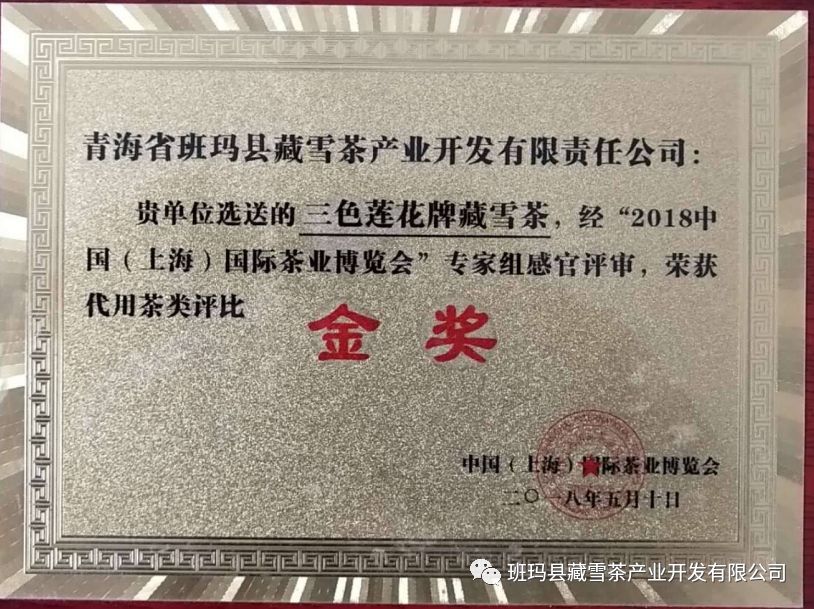 青海省班玛县藏雪茶产业开发有限责任公司：
贵单位选送的三色莲花牌藏雪茶，经“2018中
国（上海）国际茶业博览会”专家组感官评审，荣获
代用茶类评比
金奖
中国（上海）国际茶业博览会
二〇一八年五月十日
班玛县藏雪茶产业开发有限公司